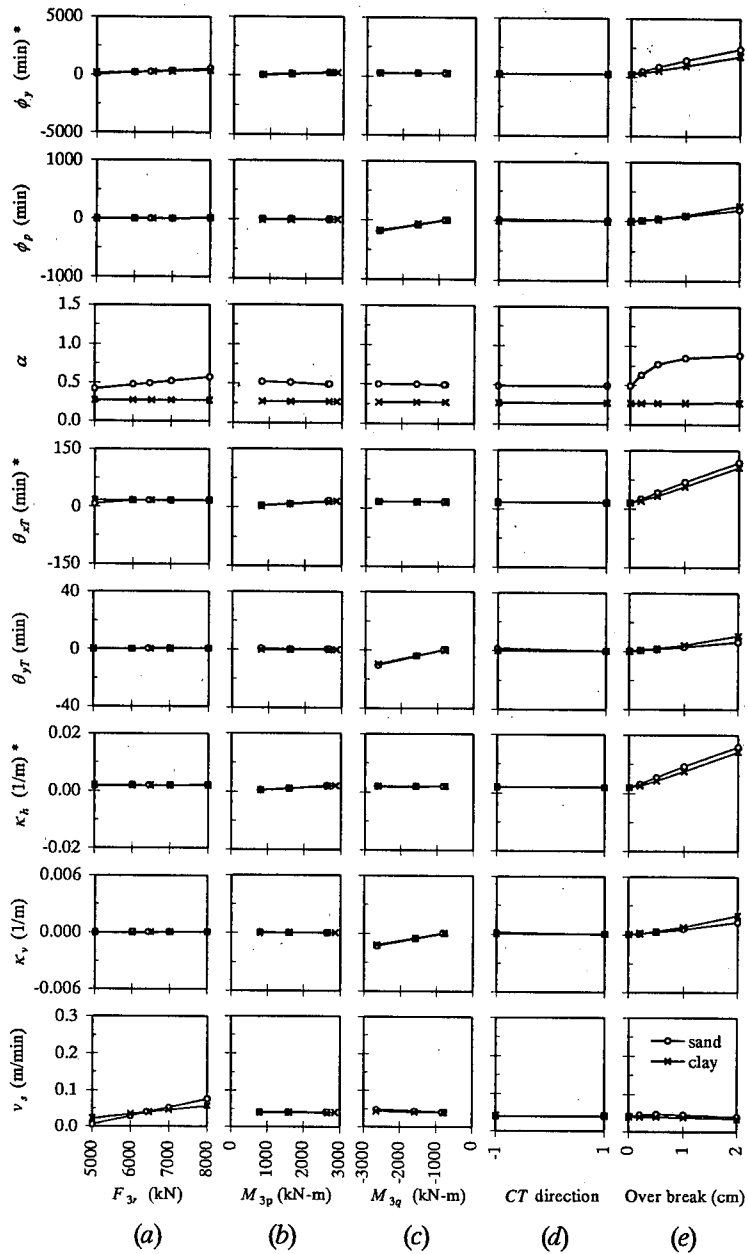 5000
ϕy (min) *
0
-5000
1000
ϕp (min)
0
-1000
1.5
1.0
α
0.5
0.0
150
θxT (min) *
0
-150
40
θyT (min)
0
-40
0.02
κh (1/m) *
0.00
-0.02
0.006
κv (1/m)
0.000
-0.006
0.3
νs (m/min)
0.2
0.1
0.0
sand
clay
5000 6000 7000 8000
0 1000 2000 3000
-3000 -2000 -1000 0
-1 1
0 1 2
F3r (kN) M3p (kN-m) M3q (kN-m) CT direction Over break (cm)
(a) (b) (c) (d) (e)